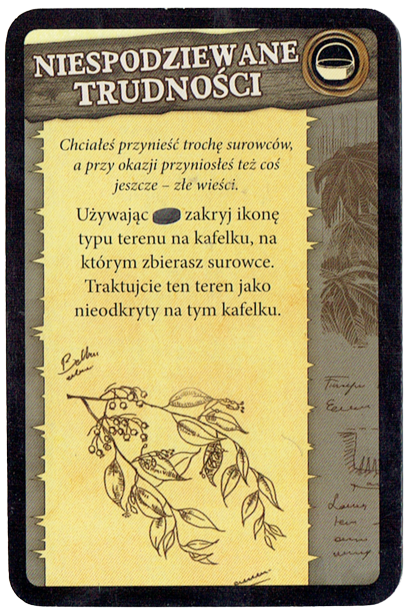 NIESPODZIEWANE
TRUDNOŚCI
Chciałeś przynieść trochę surowców,
a przy okazji przyniosłeś też coś
jeszcze – złe wieści.
Używając zakryj ikonę
typu terenu na kafelku, na
którym zbierasz surowce.
Traktujcie ten teren jako
nieodkryty na tym kafelku.